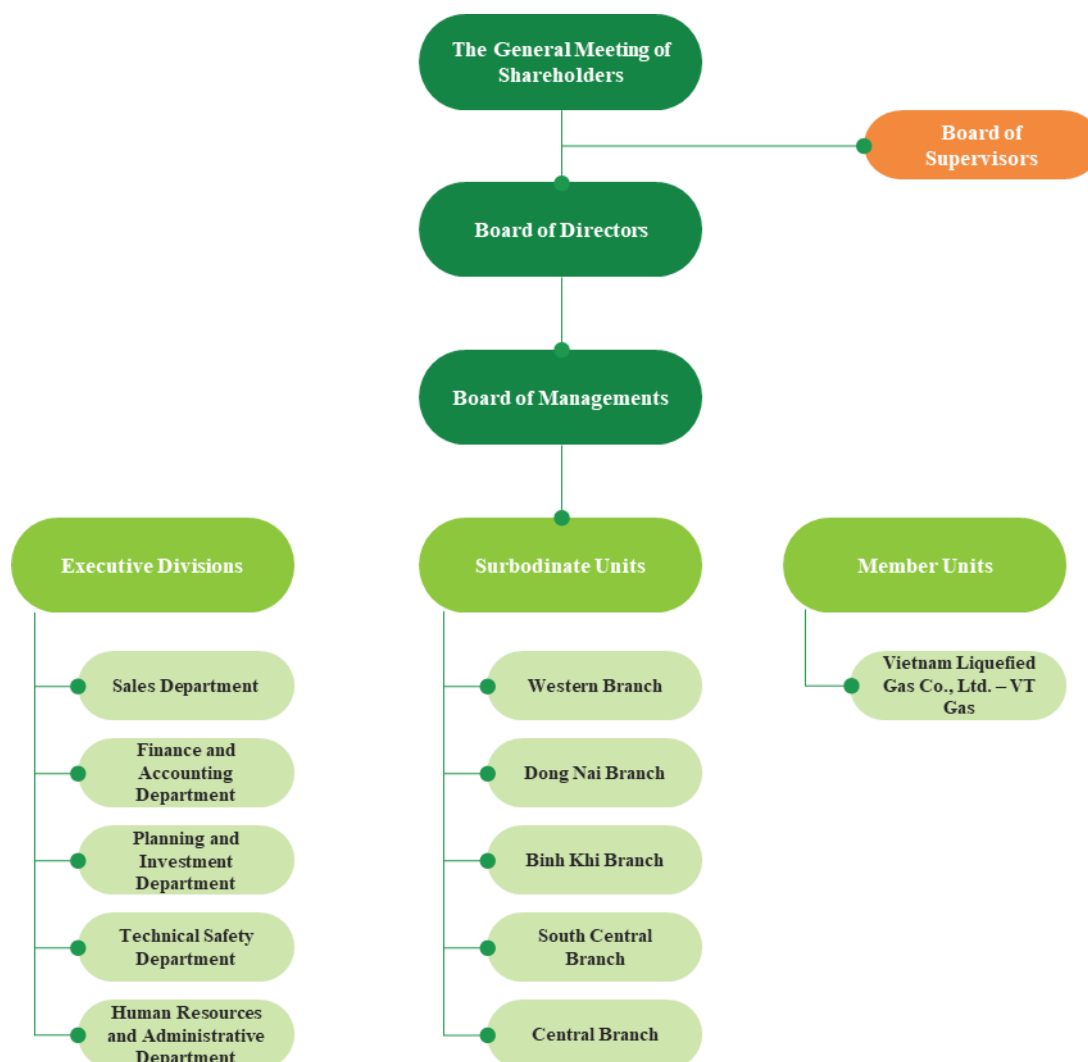 The General Meeting of
Shareholders
Board of
Supervisors
Board of Directors
Board of Managements
Executive Divisions
Surbodinate Units
Member Units
Sales Department
Western Branch
Vietnam Liquefied
Gas Co., Ltd. – VT
Gas
Finance and
Accounting
Department
Dong Nai Branch
Planning and
Investment
Department
Binh Khi Branch
Technical Safety
Department
South Central
Branch
Human Resources
and Administrative
Department
Central Branch